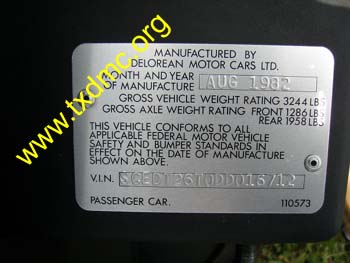 www.txdmc.org
MANUFACTURED BY
DELOREAN MOTOR CARS LTD.
MONTH AND YEAR
OF MANUFACTURE AUG 1982
GROSS VEHICLE WEIGHT RATING 3244 LBS
GROSS AXLE WEIGHT RATING FRONT 1286 LBS
REAR 1958 LBS
THIS VEHICLE CONFORMS TO ALL
APPLICABLE FEDERAL MOTOR VEHICLE
SAFETY AND BUMPER STANDARDS IN
EFFECT ON THE DATE OF MANUFACTURE
SHOWN ABOVE.
V.I.N.
PASSENGER CAR. 110573